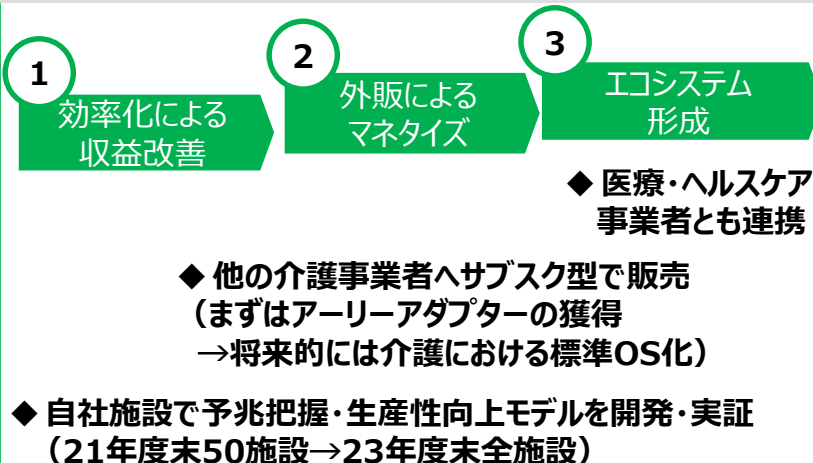 1
効率化による
収益改善
2
外販による
マネタイズ
3
エコシステム
形成
◆ 医療・ヘルスケア
事業者とも連携
◆ 他の介護事業者へサブスク型で販売
(まずはアーリーアダプターの獲得
→将来的には介護における標準OS化)
◆ 自社施設で予兆把握・生産性向上モデルを開発・実証
(21年度末50施設→23年度末全施設)